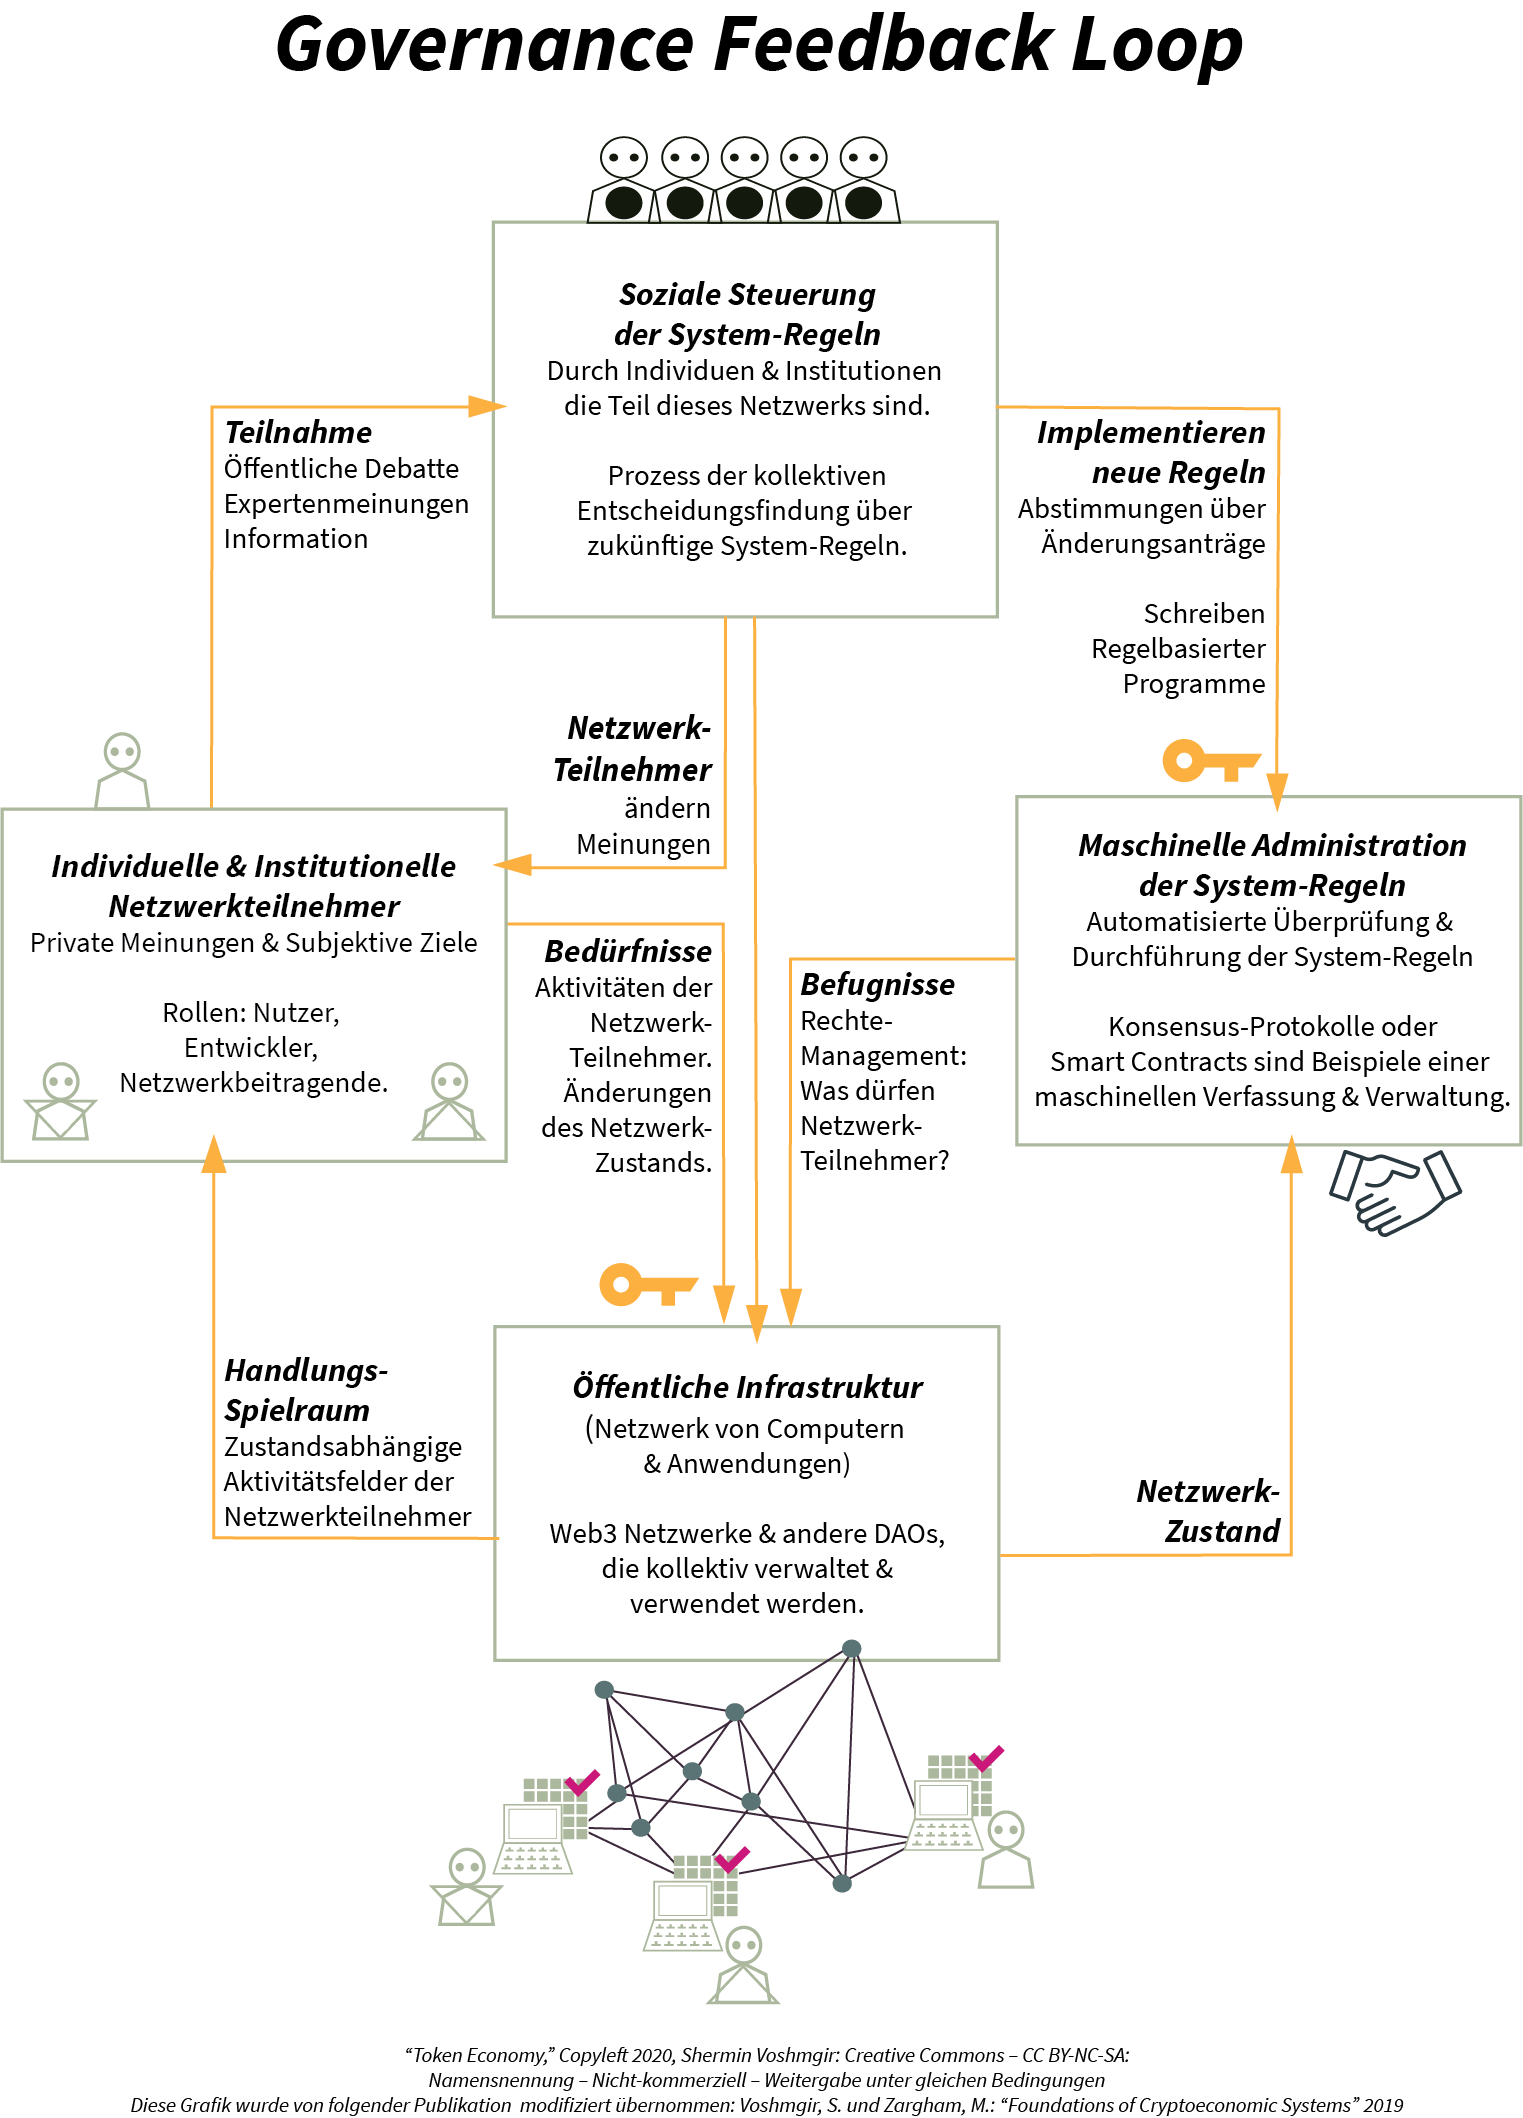 Governance Feedback Loop
Soziale Steuerung
der System-Regeln
Durch Individuen & Institutionen
die Teil dieses Netzwerks sind.
Prozess der kollektiven
Entscheidungsfindung über
zukünftige System-Regeln.
Teilnahme
Öffentliche Debatte
Expertenmeinungen
Information
Implementieren
neue Regeln
Abstimmungen über
Änderungsanträge
Schreiben
Regelbasierter
Programme
Netzwerk-
Teilnehmer
ändern
Meinungen
Individuelle & Institutionelle
Netzwerkteilnehmer
Private Meinungen & Subjektive Ziele
Rollen: Nutzer,
Entwickler,
Netzwerkbeitragende.
Maschinelle Administration
der System-Regeln
Automatisierte Überprüfung &
Durchführung der System-Regeln
Konsensus-Protokolle oder
Smart Contracts sind Beispiele einer
maschinellen Verfassung & Verwaltung.
Bedürfnisse
Aktivitäten der
Netzwerk-
Teilnehmer.
Änderungen
des Netzwerk-
Zustands.
Befugnisse
Rechte-
Management:
Was dürfen
Netzwerk-
Teilnehmer?
Handlungs-
Spielraum
Zustandsabhängige
Aktivitätsfelder der
Netzwerkteilnehmer
Öffentliche Infrastruktur
(Netzwerk von Computern
& Anwendungen)
Web3 Netzwerke & andere DAOs,
die kollektiv verwaltet &
verwendet werden.
Netzwerk-
Zustand
“Token Economy,” Copyleft 2020, Shermin Voshmgir: Creative Commons – CC BY-NC-SA:
Namensnennung – Nicht-kommerziell – Weitergabe unter gleichen Bedingungen
Diese Grafik wurde von folgender Publikation modifiziert übernommen: Voshmgir, S. und Zargham, M.: “Foundations of Cryptoeconomic Systems” 2019